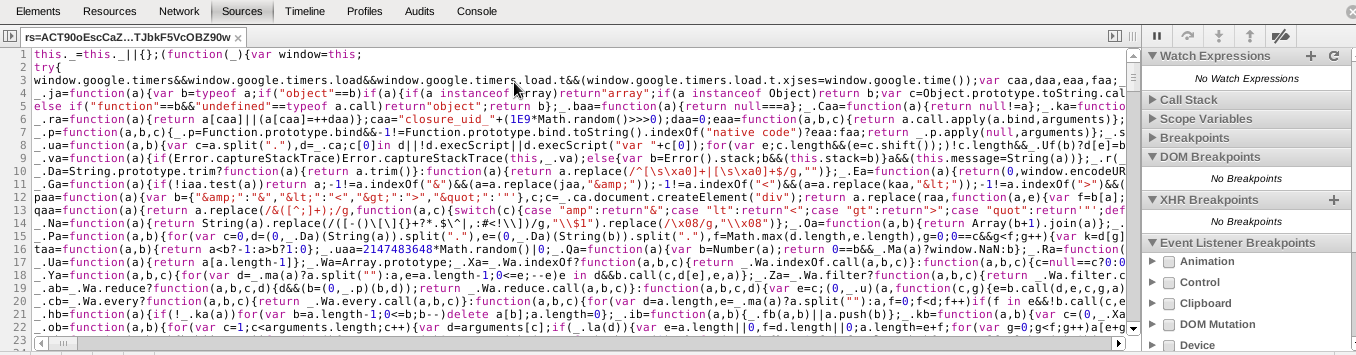 Elements Resources Network Sources Timeline Profiles Audits Console
rs=ACT90oEscCaZ…TJbkF5VcOBZ90w ×
1 this._=this._||{};(function(_){var window=this;
2 try{
3 window.google.timers&&window.google.timers.load&&window.google.timers.load.t&&(window.google.timers.load.t.xjses=window.google.time());var caa,daa,eaa,faa;
4 _.ja=function(a){var b=typeof a;if("object"==b)if(a){if(a instanceof Array)return"array";if(a instanceof Object)return b;var c=Object.prototype.toString.cal
5 else if("function"==b&&"undefined"==typeof a.call)return"object";return b};_.baa=function(a){return null===a};_.Caa=function(a){return null!=a};_.ka=functio
6 _.ra=function(a){return a[caa]||(a[caa]=++daa)};caa="closure_uid_"+(1E9*Math.random()>>>0);daa=0;eaa=function(a,b,c){return a.call.apply(a.bind,arguments)};
7 _.p=function(a,b,c){_.p=Function.prototype.bind&&-1!=Function.prototype.bind.toString().indexOf("native code")?eaa:faa;return _.p.apply(null,arguments)};_.s
8 _.ua=function(a,b){var c=a.split("."),d=_.ca;c[0]in d||!d.execScript||d.execScript("var "+c[0]);for(var e;c.length&&(e=c.shift());)!c.length&&_.Uf(b)?d[e]=b
9 _.va=function(a){if(Error.captureStackTrace)Error.captureStackTrace(this,_.va);else{var b=Error().stack;b&&(this.stack=b)}a&&(this.message=String(a))};_.r(_
10 _.Da=String.prototype.trim?function(a){return a.trim()}:function(a){return a.replace(/^[\s\xa0]+|[\s\xa0]+$/g,"")};_.Ea=function(a){return(0,window.encodeUR
11 _.Ga=function(a){if(!iaa.test(a))return a;-1!=a.indexOf("&")&&(a=a.replace(jaa,"&amp;"));-1!=a.indexOf("<")&&(a=a.replace(kaa,"&lt;"));-1!=a.indexOf(">")&&(
12 paa=function(a){var b={"&amp;":"&","&lt;":"<","&gt;":">","&quot;":'"'},c;c=_.ca.document.createElement("div");return a.replace(raa,function(a,e){var f=b[a];
13 qaa=function(a){return a.replace(/&([^;]+);/g,function(a,c){switch(c){case "amp":return"&";case "lt":return"<";case "gt":return">";case "quot":return'"';def
14 _.Na=function(a){return String(a).replace(/([-()\[\]{}+?*.$\^|,:#<!\\])/g,"\\$1").replace(/\x08/g,"\\x08")};_.Oa=function(a,b){return Array(b+1).join(a)};_.
15 _.Pa=function(a,b){for(var c=0,d=(0,_.Da)(String(a)).split("."),e=(0,_.Da)(String(b)).split("."),f=Math.max(d.length,e.length),g=0;0==c&&g<f;g++){var k=d[g]
16 taa=function(a,b){return a<b?-1:a>b?1:0};_.uaa=2147483648*Math.random()||0;_.Qa=function(a){var b=Number(a);return 0==b&&_.Ma(a)?window.NaN:b};_.Ra=function
17 _.Ua=function(a){return a[a.length-1]};_.Wa=Array.prototype;_.Xa=_.Wa.indexOf?function(a,b,c){return _.Wa.indexOf.call(a,b,c)}:function(a,b,c){c=null==c?0:0
18 _.Ya=function(a,b,c){for(var d=_.ma(a)?a.split(""):a,e=a.length-1;0<=e;--e)e in d&&b.call(c,d[e],e,a)};_.Za=_.Wa.filter?function(a,b,c){return _.Wa.filter.c
19 _.ab=_.Wa.reduce?function(a,b,c,d){d&&(b=(0,_.p)(b,d));return _.Wa.reduce.call(a,b,c)}:function(a,b,c,d){var e=c;(0,_.u)(a,function(c,g){e=b.call(d,e,c,g,a)
20 _.cb=_.Wa.every?function(a,b,c){return _.Wa.every.call(a,b,c)}:function(a,b,c){for(var d=a.length,e=_.ma(a)?a.split(""):a,f=0;f<d;f++)if(f in e&&!b.call(c,e
21 _.hb=function(a){if(!_.ka(a))for(var b=a.length-1;0<=b;b--)delete a[b];a.length=0};_.ib=function(a,b){_.fb(a,b)||a.push(b)};_.kb=function(a,b){var c=(0,_.Xa
22 _.ob=function(a,b){for(var c=1;c<arguments.length;c++){var d=arguments[c];if(_.la(d)){var e=a.length||0,f=d.length||0;a.length=e+f;for(var g=0;g<f;g++)a[e+g
23
Watch Expressions
No Watch Expressions
Call Stack
Scope Variables
Breakpoints
DOM Breakpoints
No Breakpoints
XHR Breakpoints
No Breakpoints
Event Listener Breakpoints
Animation
Control
Clipboard
DOM Mutation
Device